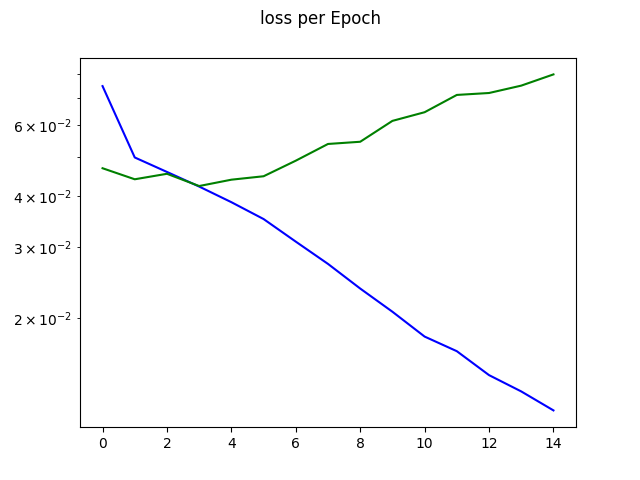 loss per Epoch
6 × 10⁻²
4 × 10⁻²
3 × 10⁻²
2 × 10⁻²
0 2 4 6 8 10 12 14